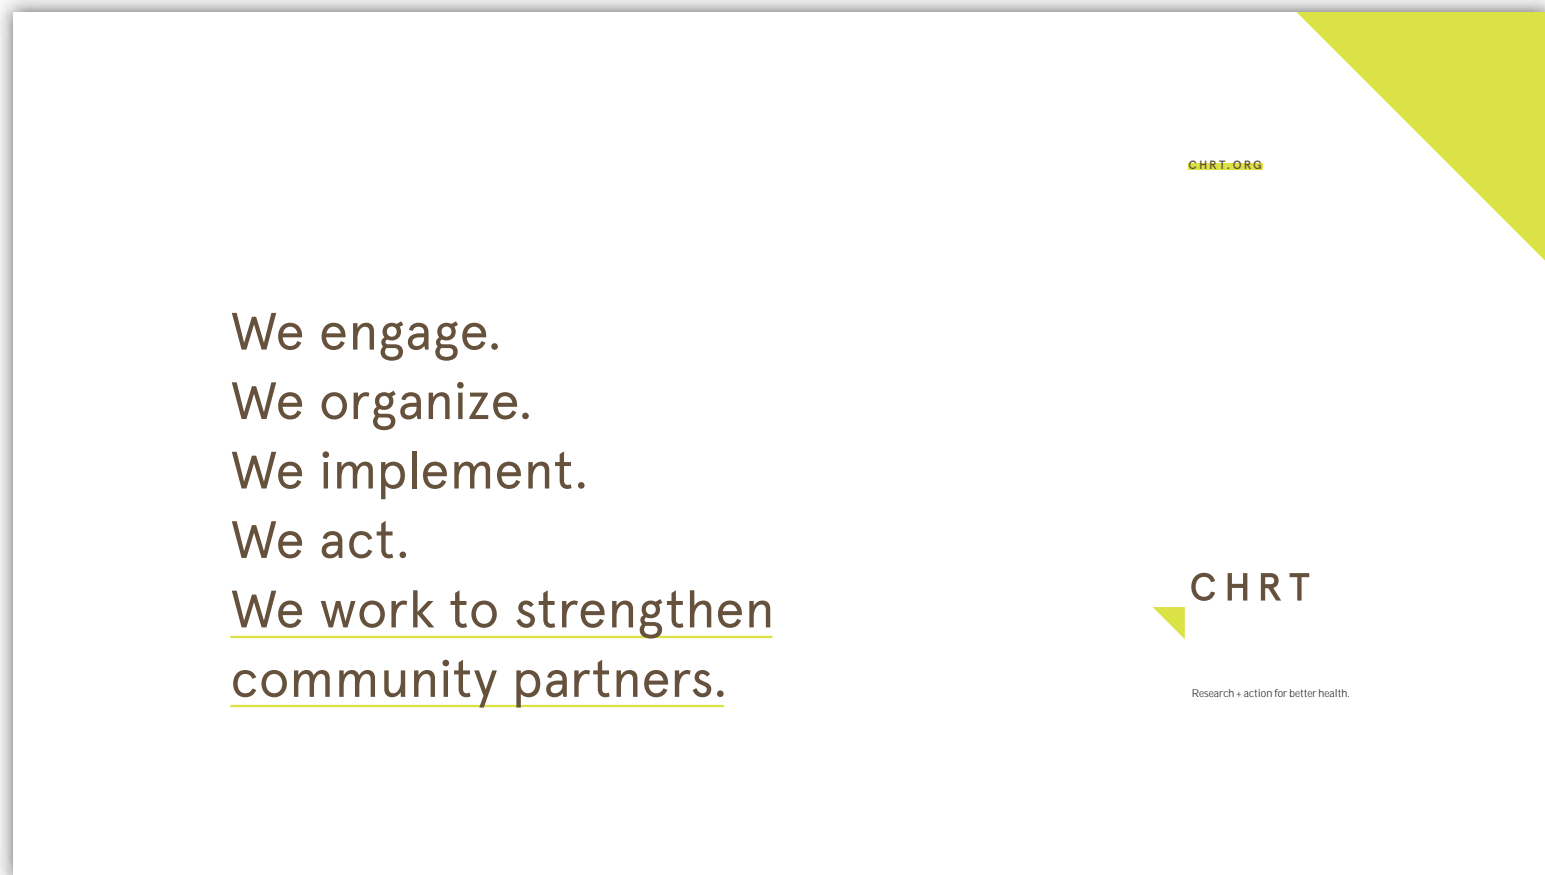 CHRT.ORG
We engage.
We organize.
We implement.
We act.
We work to strengthen
community partners.
CHRT
Research + action for better health.